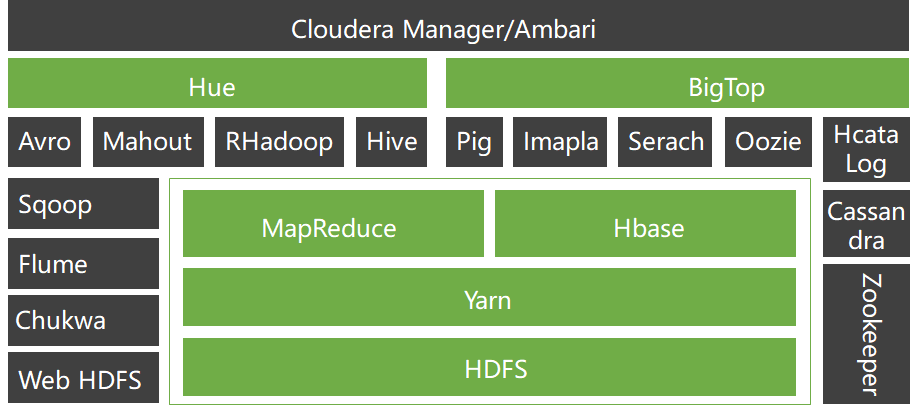 Cloudera Manager/Ambari
Hue
BigTop
Avro
Mahout
RHadoop
Hive
Pig
Imapla
Serach
Oozie
Hcata
Log
Sqoop
Flume
Chukwa
Web HDFS
MapReduce
Hbase
Yarn
HDFS
Cassan
dra
Zookeeper